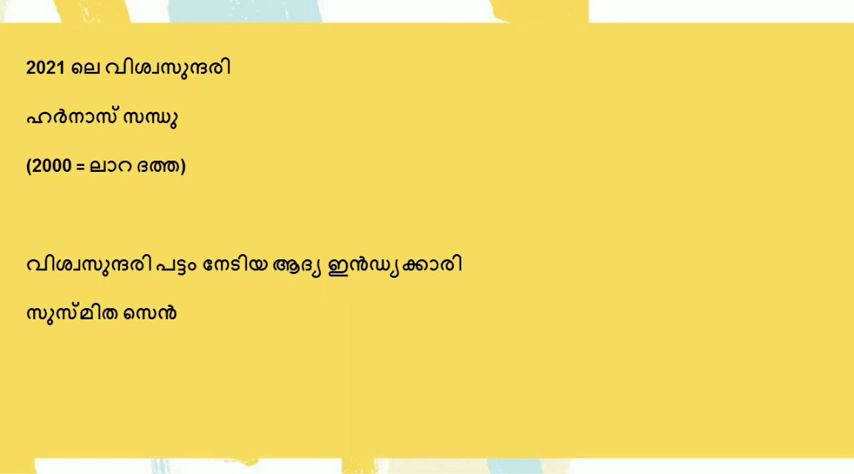 2021 ലെ വിശ്വസുന്ദരി
ഹർനാസ് സന്ധു
(2000 = ലാറ ദത്ത)
വിശ്വസുന്ദരി പട്ടം നേടിയ ആദ്യ ഇൻഡ്യക്കാരി
സുസ്മിത സെൻ